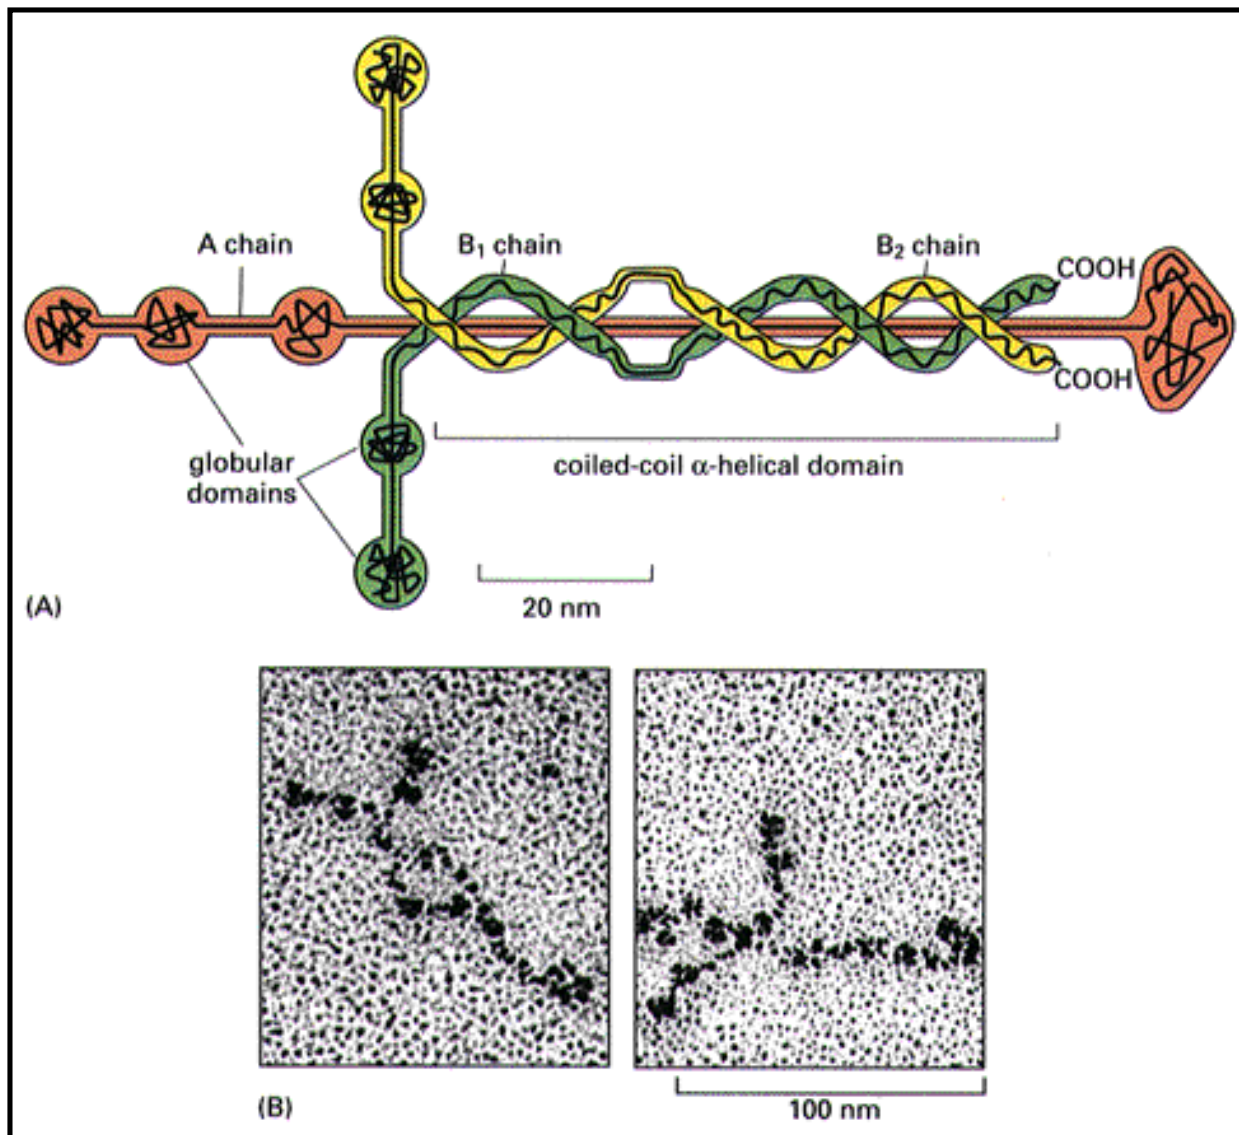 A chain
B₁ chain
B₂ chain
COOH
COOH
globular
domains
coiled-coil α-helical domain
20 nm
(A)
(B)
100 nm